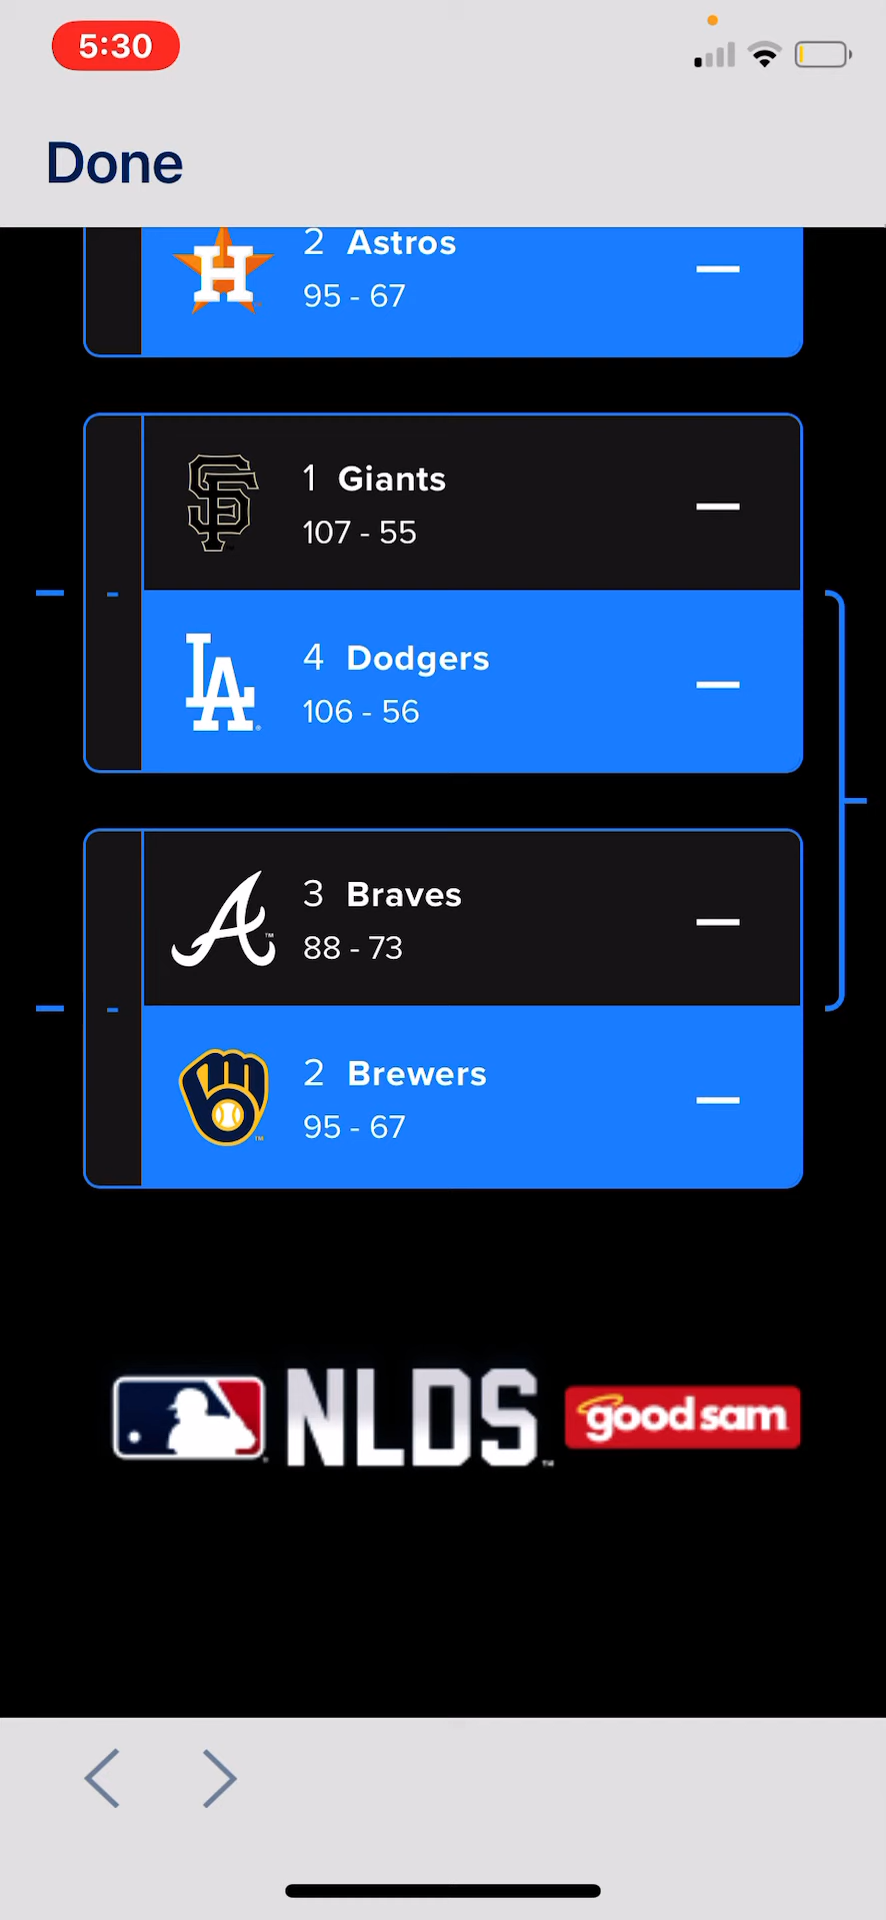 5:30
Done
2 Astros
95 - 67
1 Giants
107 - 55
4 Dodgers
106 - 56
3 Braves
88 - 73
2 Brewers
95 - 67
NLDS™ good sam